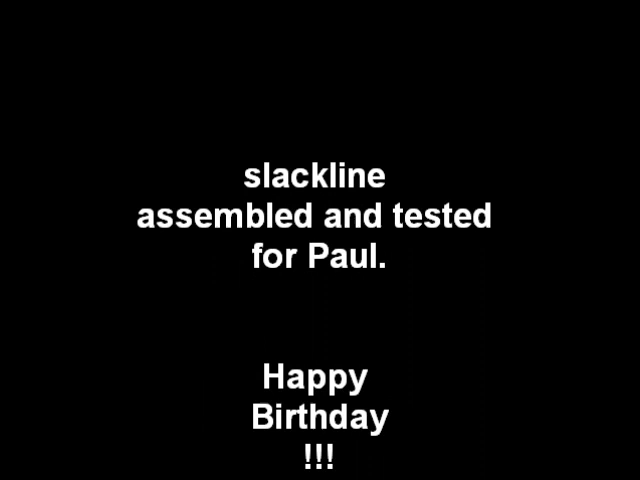 slackline
assembled and tested
for Paul.
Happy
Birthday
!!!